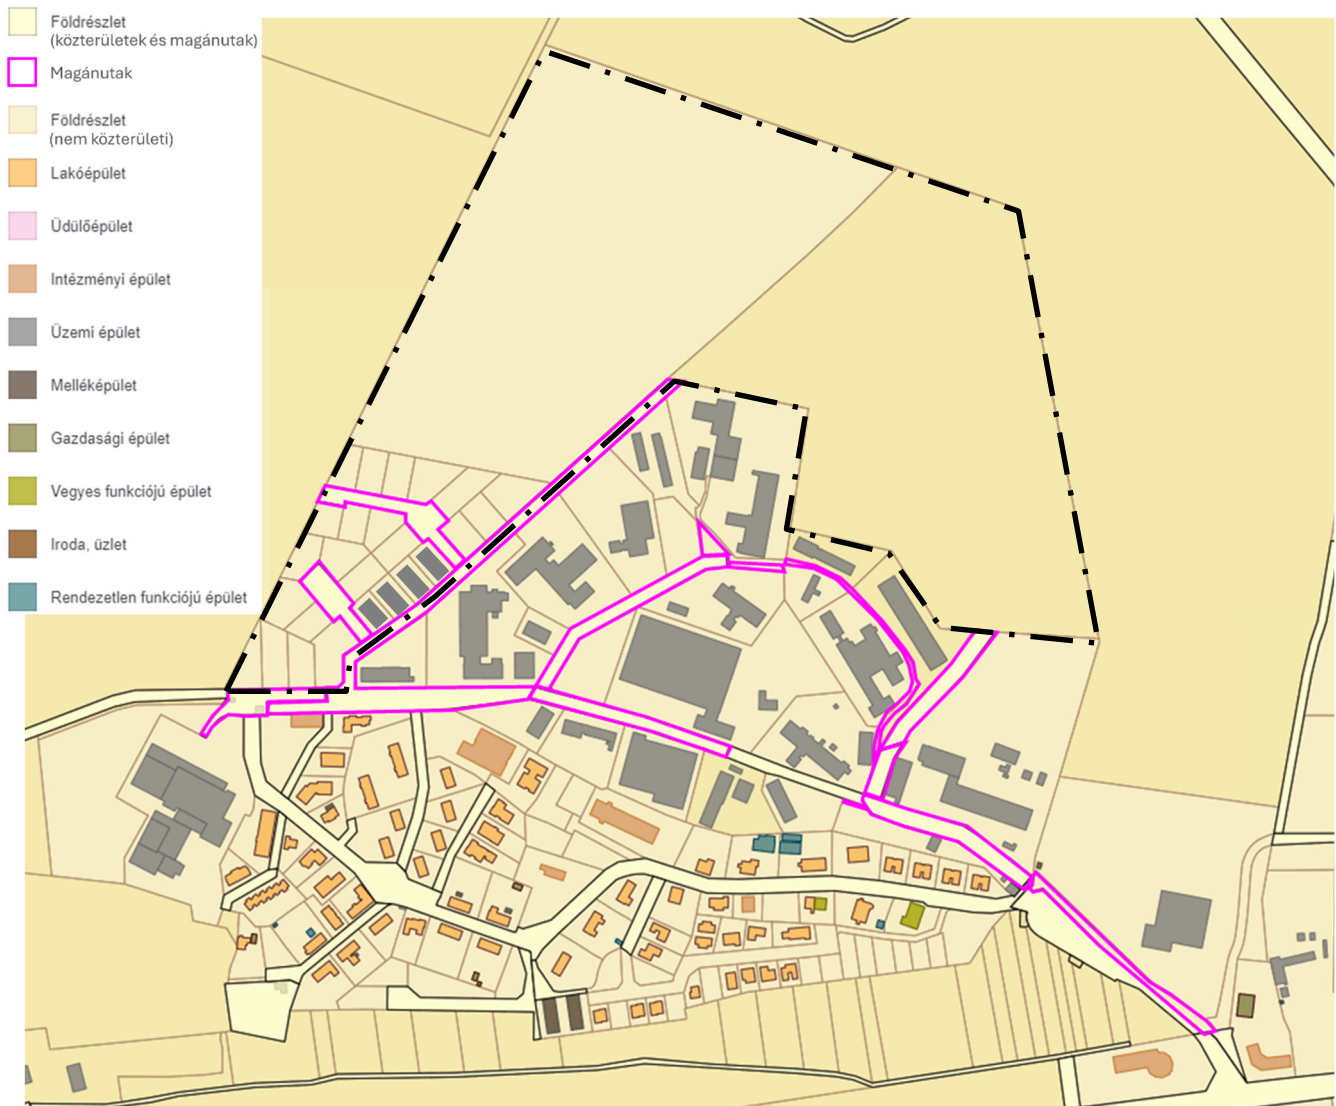 Földrészlet
(közterületek és magánutak)
Magánutak
Földrészlet
(nem közterületi)
Lakóépület
Üdülőépület
Intézményi épület
Üzemi épület
Melléképület
Gazdasági épület
Vegyes funkciójú épület
Iroda, üzlet
Rendezetlen funkciójú épület